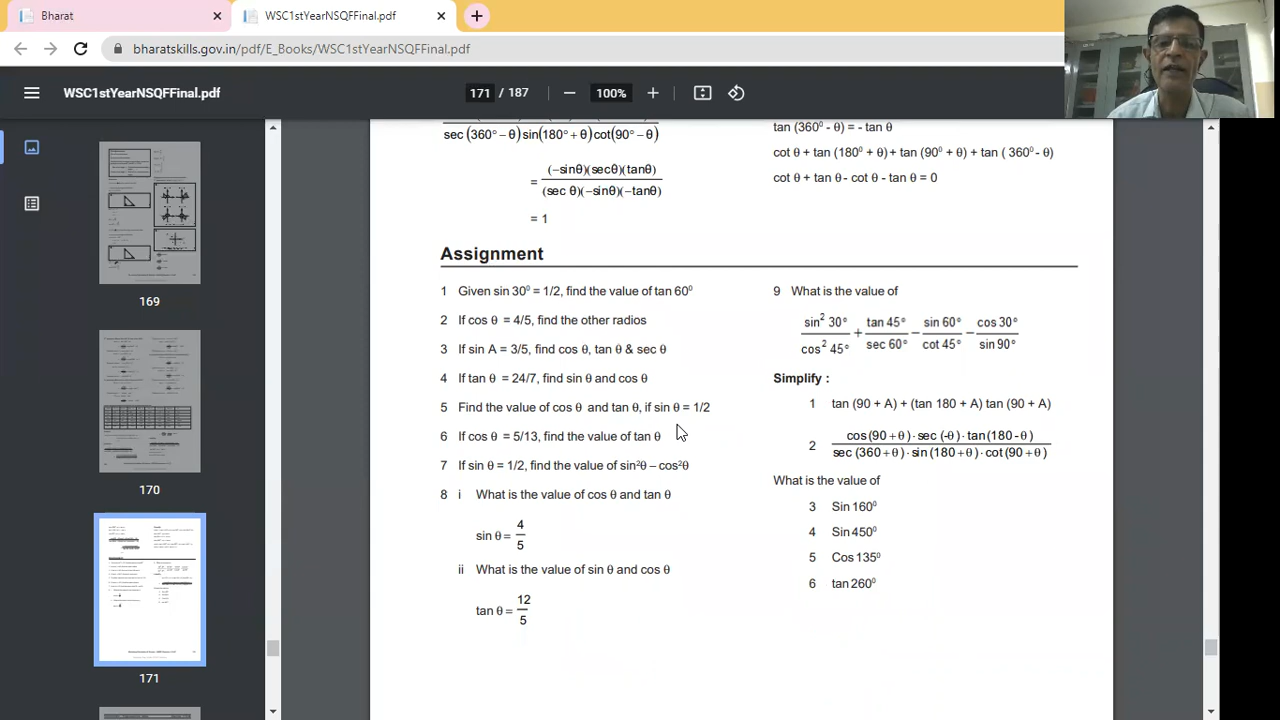 Bharat
WSC1stYearNSQFFinal.pdf
bharatskills.gov.in/pdf/E_Books/WSC1stYearNSQFFinal.pdf
WSC1stYearNSQFFinal.pdf
171 / 187
100%
169
170
171
sec (360° − θ) sin(180° + θ) cot(90° − θ)
= (−sinθ)(secθ)(tanθ)
(sec θ)(−sinθ)(−tanθ)
= 1
tan (360⁰ - θ) = - tan θ
cot θ + tan (180⁰ + θ) + tan (90⁰ + θ) + tan ( 360⁰ - θ)
cot θ + tan θ - cot θ - tan θ = 0
Assignment
1 Given sin 30⁰ = 1/2, find the value of tan 60⁰
2 If cos θ = 4/5, find the other radios
3 If sin A = 3/5, find cos θ, tan θ & sec θ
4 If tan θ = 24/7, find sin θ and cos θ
5 Find the value of cos θ and tan θ, if sin θ = 1/2
6 If cos θ = 5/13, find the value of tan θ
7 If sin θ = 1/2, find the value of sin²θ – cos²θ
8 i What is the value of cos θ and tan θ
sin θ = 4/5
ii What is the value of sin θ and cos θ
tan θ = 12/5
9 What is the value of
sin² 30°/cos² 45° + tan 45°/sec 60° − sin 60°/cot 45° − cos 30°/sin 90°
Simplify :
1 tan (90 + A) + (tan 180 + A) tan (90 + A)
2 cos (90 + θ) · sec (-θ) · tan (180 - θ)
sec (360 + θ) · sin (180 + θ) · cot (90 + θ)
What is the value of
3 Sin 160⁰
4 Sin 450⁰
5 Cos 135⁰
6 tan 260⁰